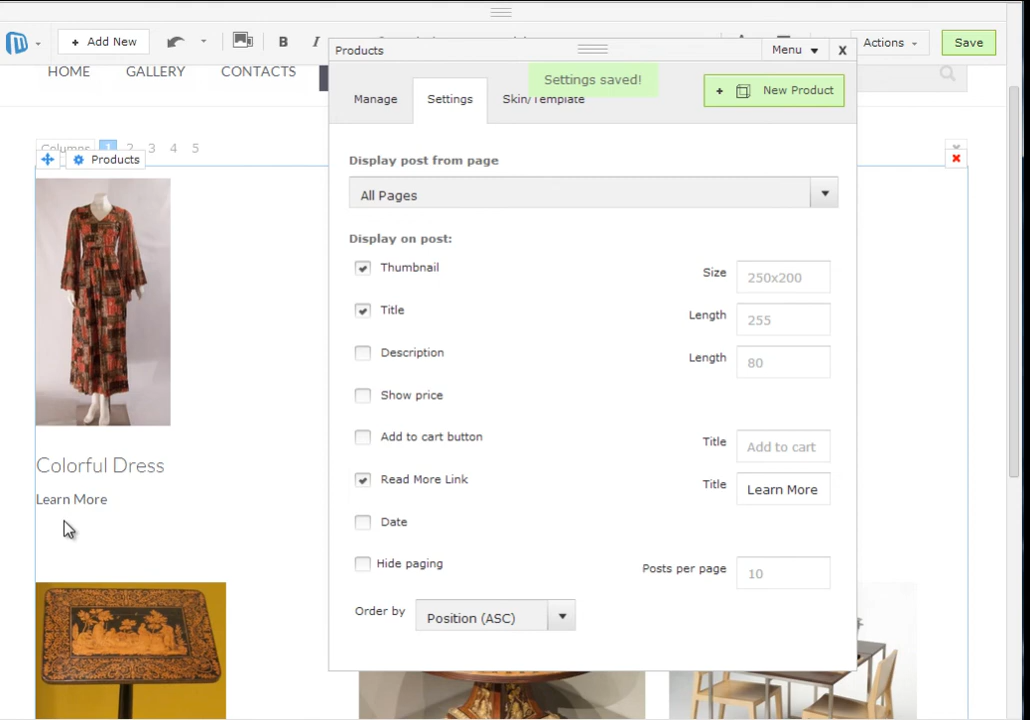 Add New
B
I
Actions
Save
HOME
GALLERY
CONTACTS
Products
Menu
X
Settings saved!
Manage
Settings
Skin/Template
+ New Product
Columns 1 2 3 4 5
Products
Display post from page
All Pages
Display on post:
Thumbnail
Size
250x200
Title
Length
255
Description
Length
80
Show price
Add to cart button
Title
Add to cart
Read More Link
Title
Learn More
Date
Hide paging
Posts per page
10
Order by
Position (ASC)
Colorful Dress
Learn More